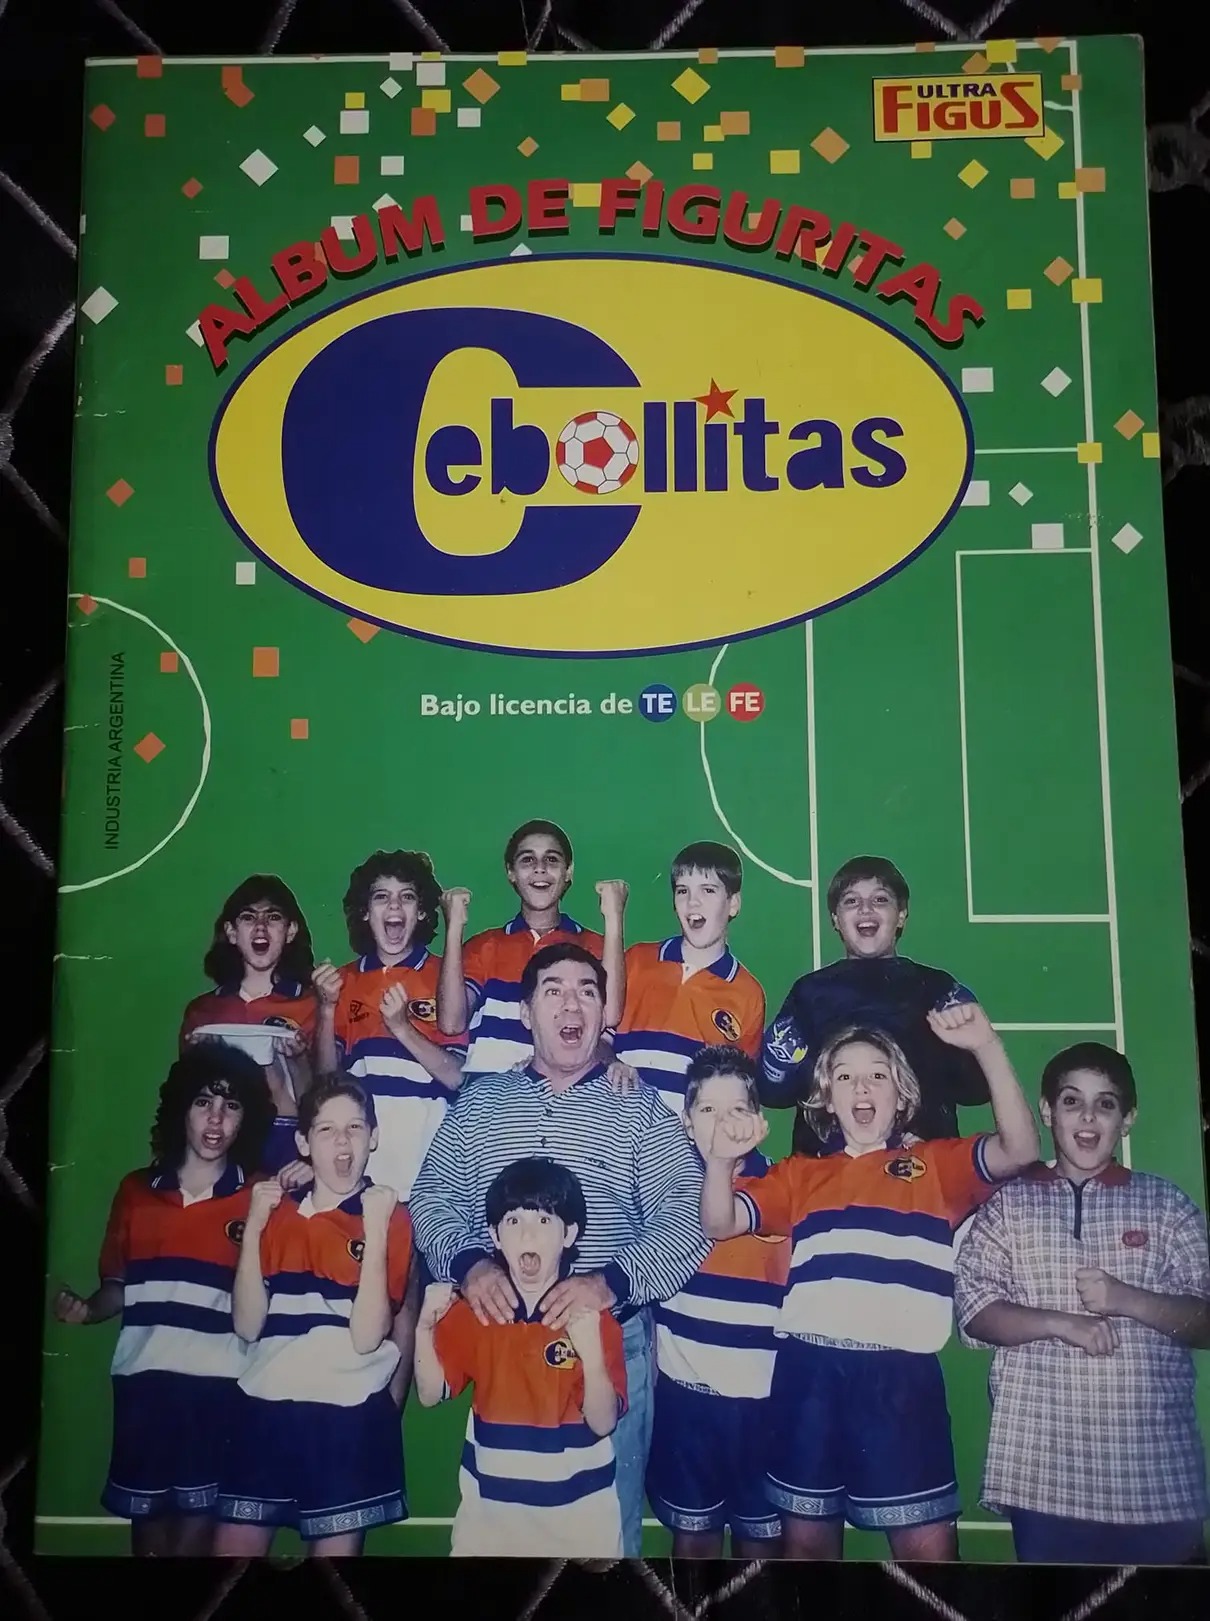 ULTRA
FIGUS
ALBUM DE FIGURITAS
Cebollitas
Bajo licencia de TE LE FE
INDUSTRIA ARGENTINA